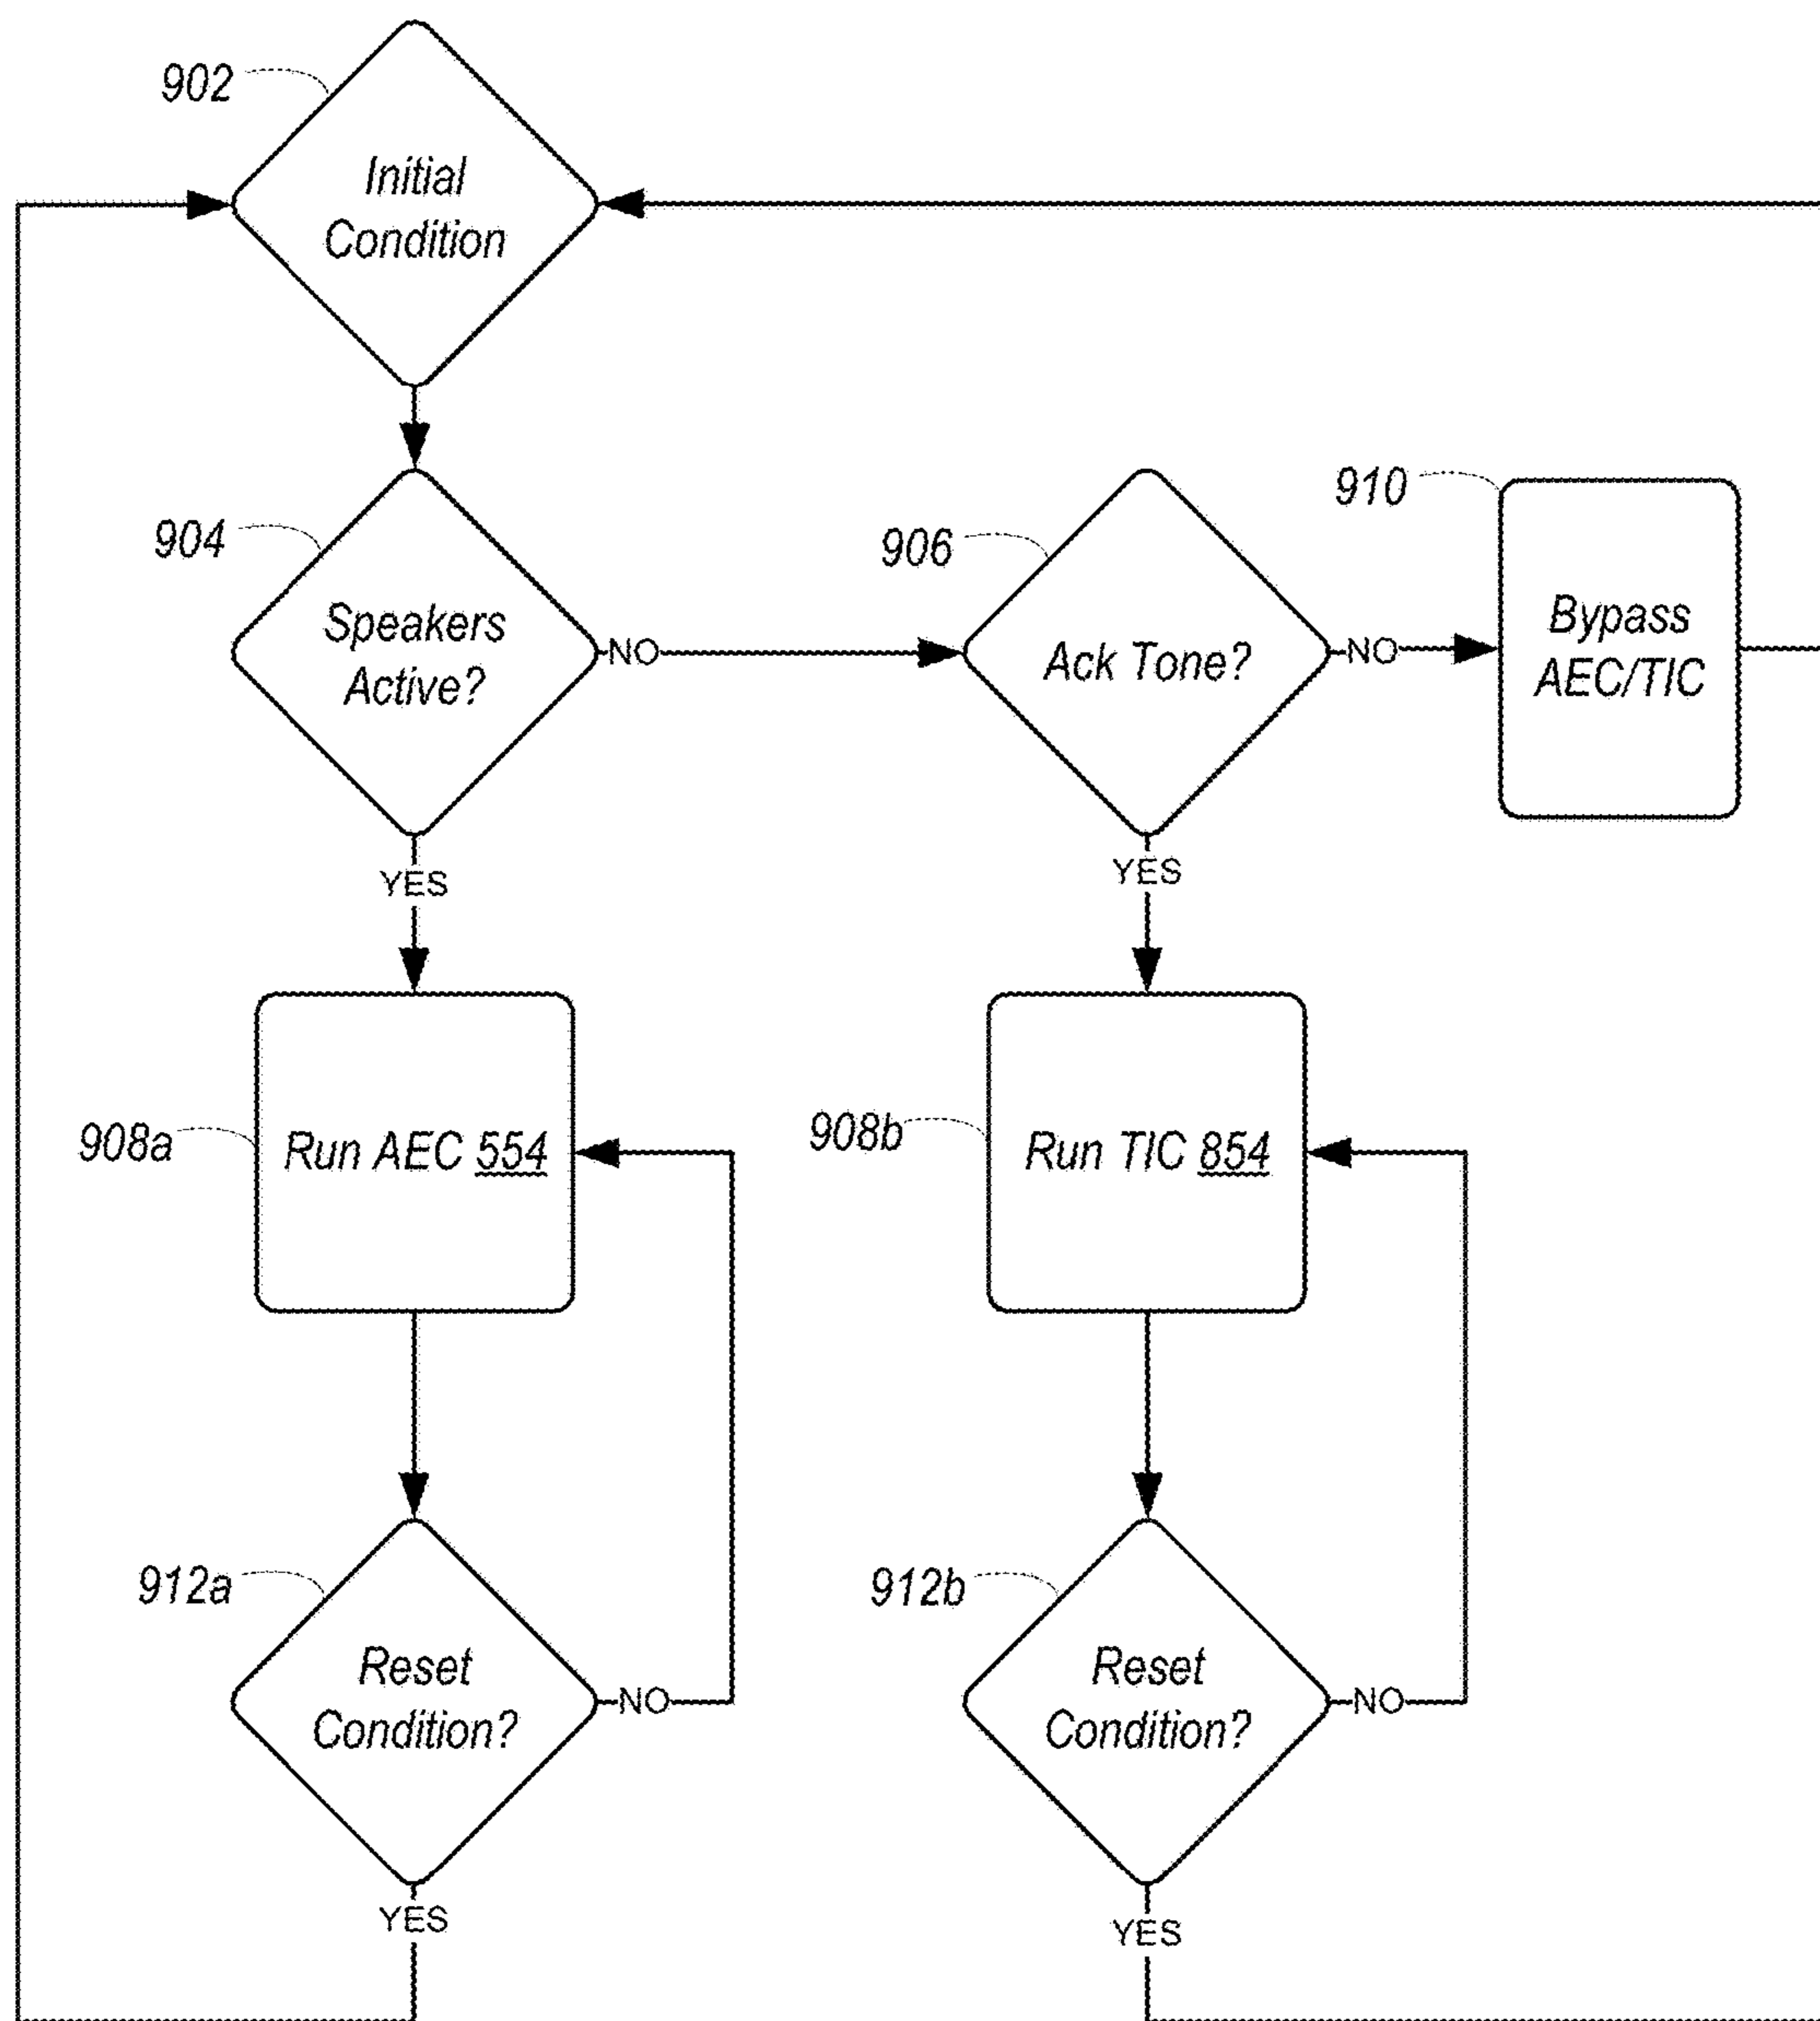 902
Initial
Condition
904
Speakers
Active?
NO
906
Ack Tone?
NO
910
Bypass
AEC/TIC
YES
YES
908a
Run AEC 554
908b
Run TIC 854
912a
Reset
Condition?
NO
912b
Reset
Condition?
NO
YES
YES